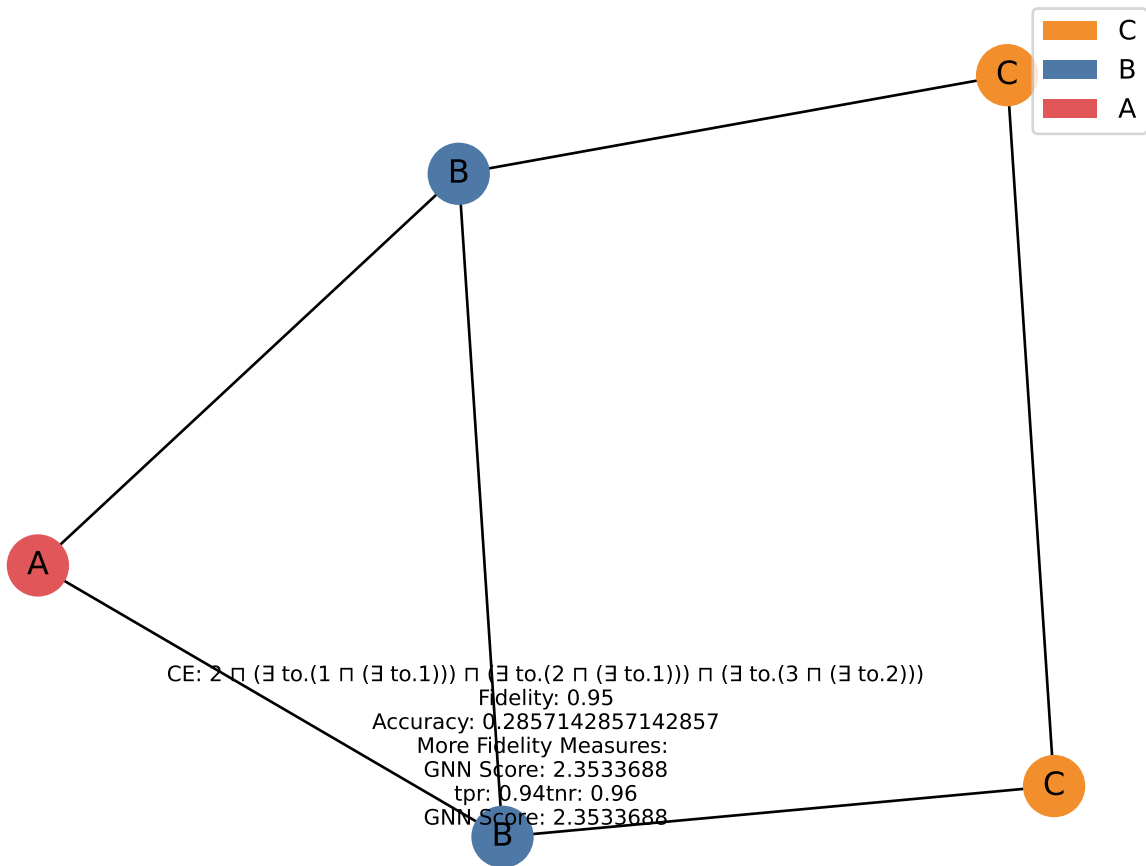 C
C
B
A
B
A
CE: 2 ⊓ (∃ to.(1 ⊓ (∃ to.1))) ⊓ (∃ to.(2 ⊓ (∃ to.1))) ⊓ (∃ to.(3 ⊓ (∃ to.2)))
Fidelity: 0.95
Accuracy: 0.2857142857142857
More Fidelity Measures:
GNN Score: 2.3533688
tpr: 0.94tnr: 0.96
GNN Score: 2.3533688
C
B